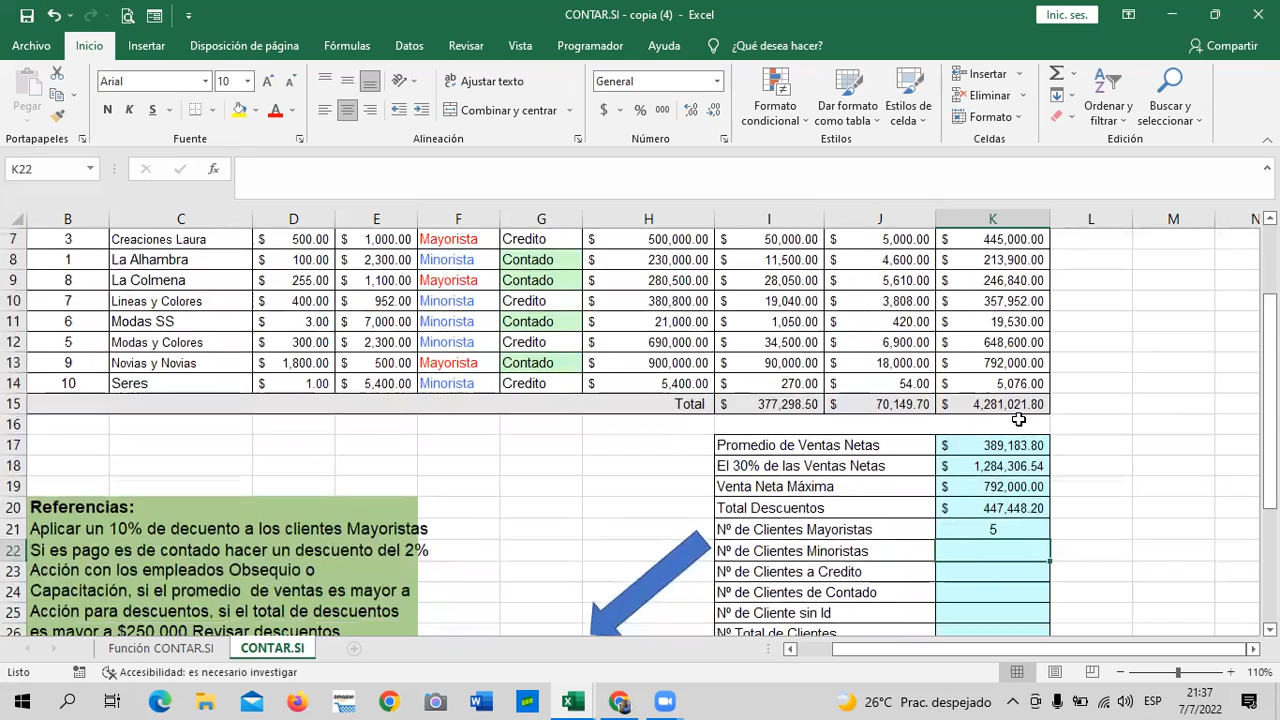 CONTAR.SI - copia (4) - Excel
Inic. ses.
Archivo Inicio Insertar Disposición de página Fórmulas Datos Revisar Vista Programador Ayuda ¿Qué desea hacer? Compartir
Pegar Arial 10 Ajustar texto General Formato condicional Dar formato como tabla Estilos de celda Insertar Eliminar Formato Ordenar y filtrar Buscar y seleccionar
N K S Combinar y centrar $ % 000
Portapapeles Fuente Alineación Número Estilos Celdas Edición
K22 fx
B C D E F G H I J K L M N
7 3 Creaciones Laura $ 500.00 $ 1,000.00 Mayorista Credito $ 500,000.00 $ 50,000.00 $ 5,000.00 $ 445,000.00
8 1 La Alhambra $ 100.00 $ 2,300.00 Minorista Contado $ 230,000.00 $ 11,500.00 $ 4,600.00 $ 213,900.00
9 8 La Colmena $ 255.00 $ 1,100.00 Mayorista Contado $ 280,500.00 $ 28,050.00 $ 5,610.00 $ 246,840.00
10 7 Lineas y Colores $ 400.00 $ 952.00 Minorista Credito $ 380,800.00 $ 19,040.00 $ 3,808.00 $ 357,952.00
11 6 Modas SS $ 3.00 $ 7,000.00 Minorista Contado $ 21,000.00 $ 1,050.00 $ 420.00 $ 19,530.00
12 5 Modas y Colores $ 300.00 $ 2,300.00 Minorista Credito $ 690,000.00 $ 34,500.00 $ 6,900.00 $ 648,600.00
13 9 Novias y Novias $ 1,800.00 $ 500.00 Mayorista Contado $ 900,000.00 $ 90,000.00 $ 18,000.00 $ 792,000.00
14 10 Seres $ 1.00 $ 5,400.00 Minorista Credito $ 5,400.00 $ 270.00 $ 54.00 $ 5,076.00
15 Total $ 377,298.50 $ 70,149.70 $ 4,281,021.80
16
17 Promedio de Ventas Netas $ 389,183.80
18 El 30% de las Ventas Netas $ 1,284,306.54
19 Venta Neta Máxima $ 792,000.00
20 Referencias: Total Descuentos $ 447,448.20
21 Aplicar un 10% de decuento a los clientes Mayoristas Nº de Clientes Mayoristas 5
22 Si es pago es de contado hacer un descuento del 2% Nº de Clientes Minoristas
23 Acción con los empleados Obsequio o Nº de Clientes a Credito
24 Capacitación, si el promedio de ventas es mayor a Nº de Clientes de Contado
25 Acción para descuentos, si el total de descuentos Nº de Cliente sin Id
26 es mayor a $250.000 Revisar descuentos Nº Total de Clientes
Función CONTAR.SI CONTAR.SI
Listo Accesibilidad: es necesario investigar 110%
26°C Prac. despejado ESP 21:37
7/7/2022